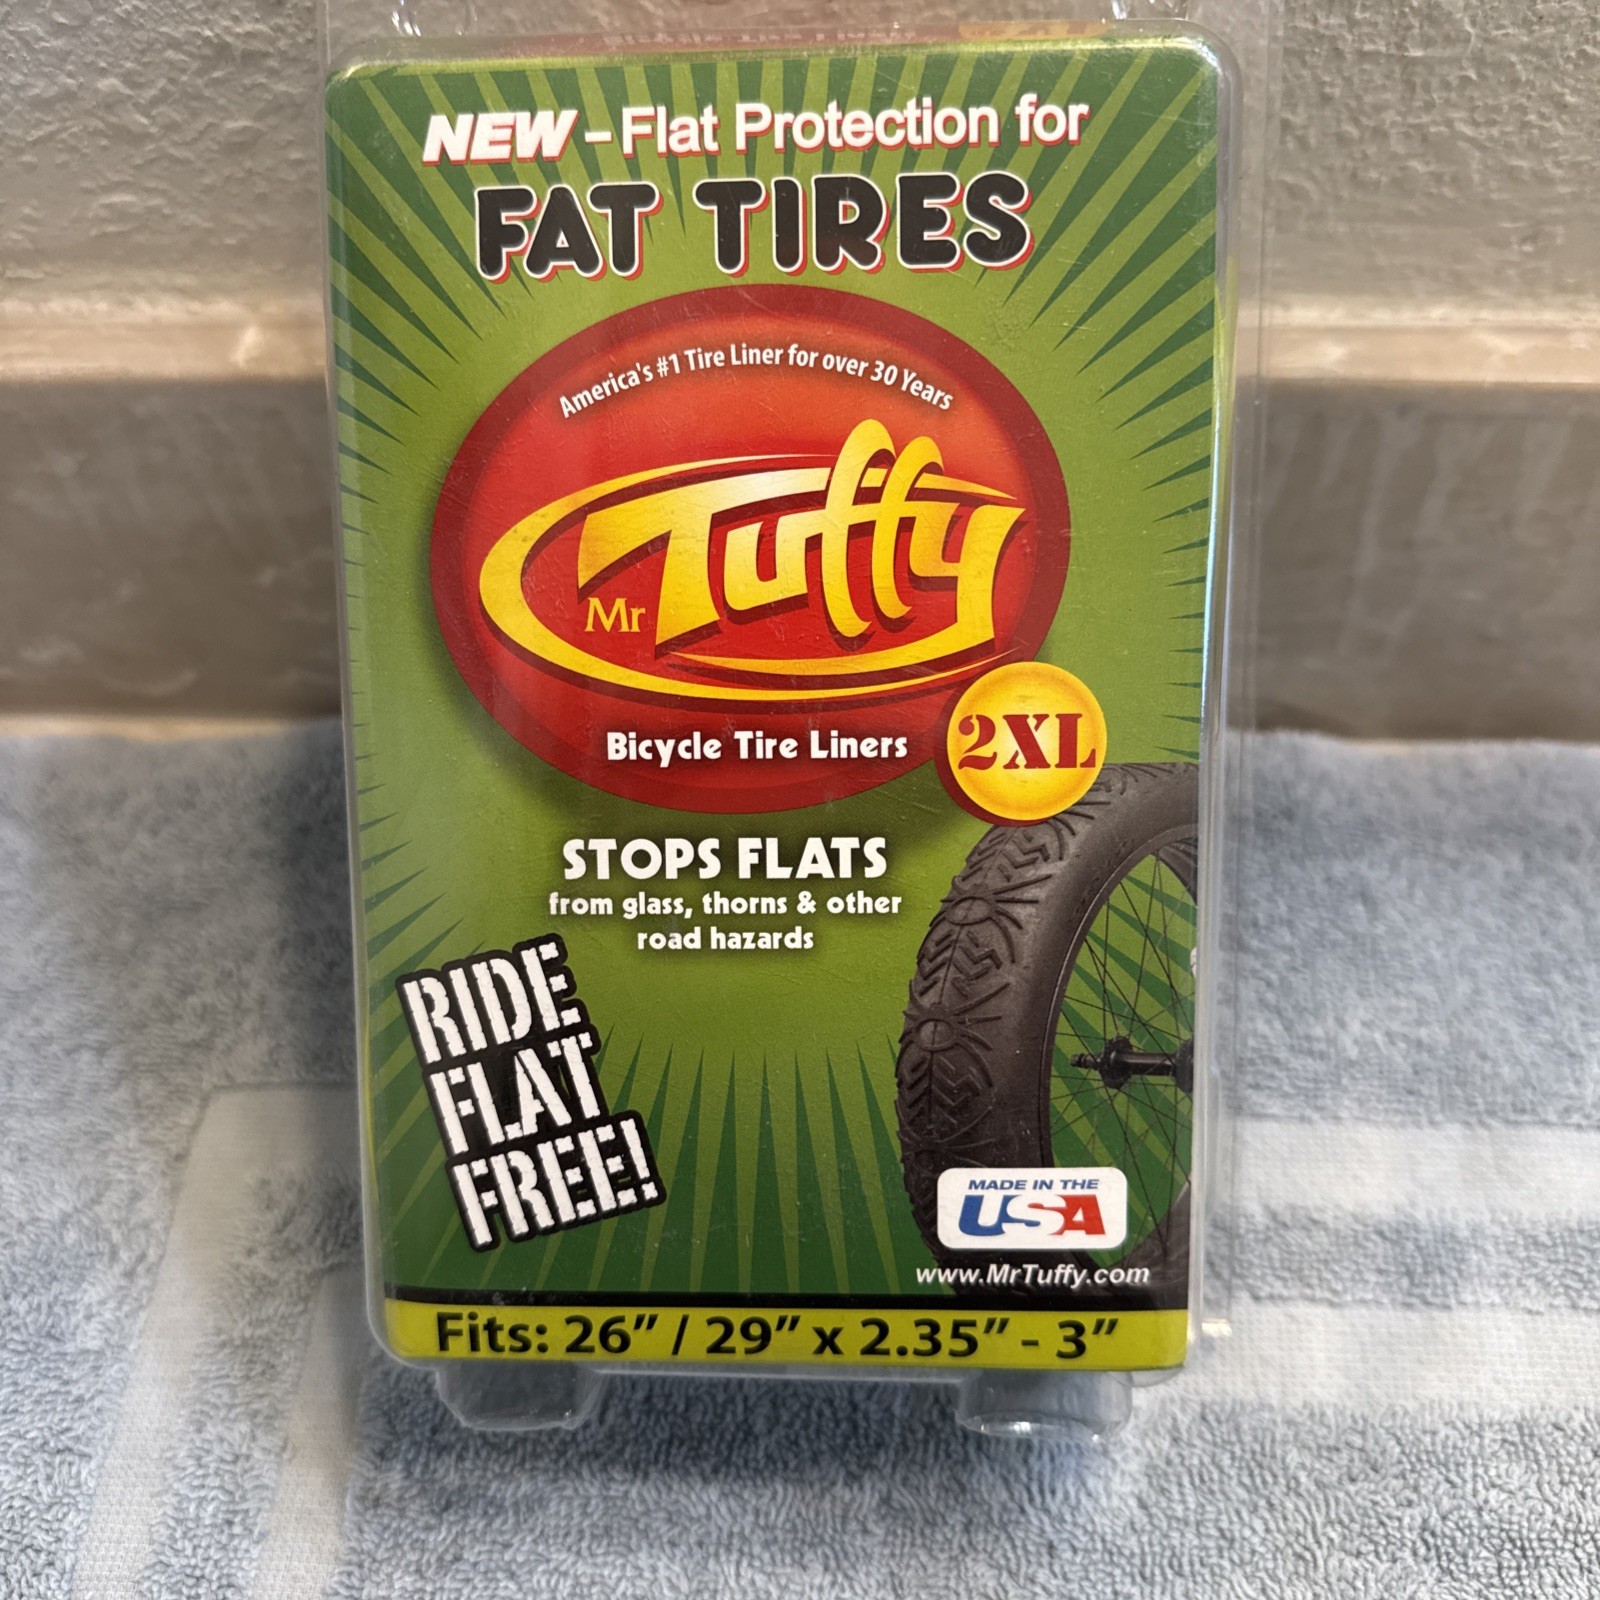 NEW – Flat Protection for
FAT TIRES
America's #1 Tire Liner for over 30 Years
Mr Tuffy
Bicycle Tire Liners
2XL
STOPS FLATS
from glass, thorns & other
road hazards
RIDE
FLAT
FREE!
MADE IN THE
USA
www.MrTuffy.com
Fits: 26” / 29” x 2.35” - 3”